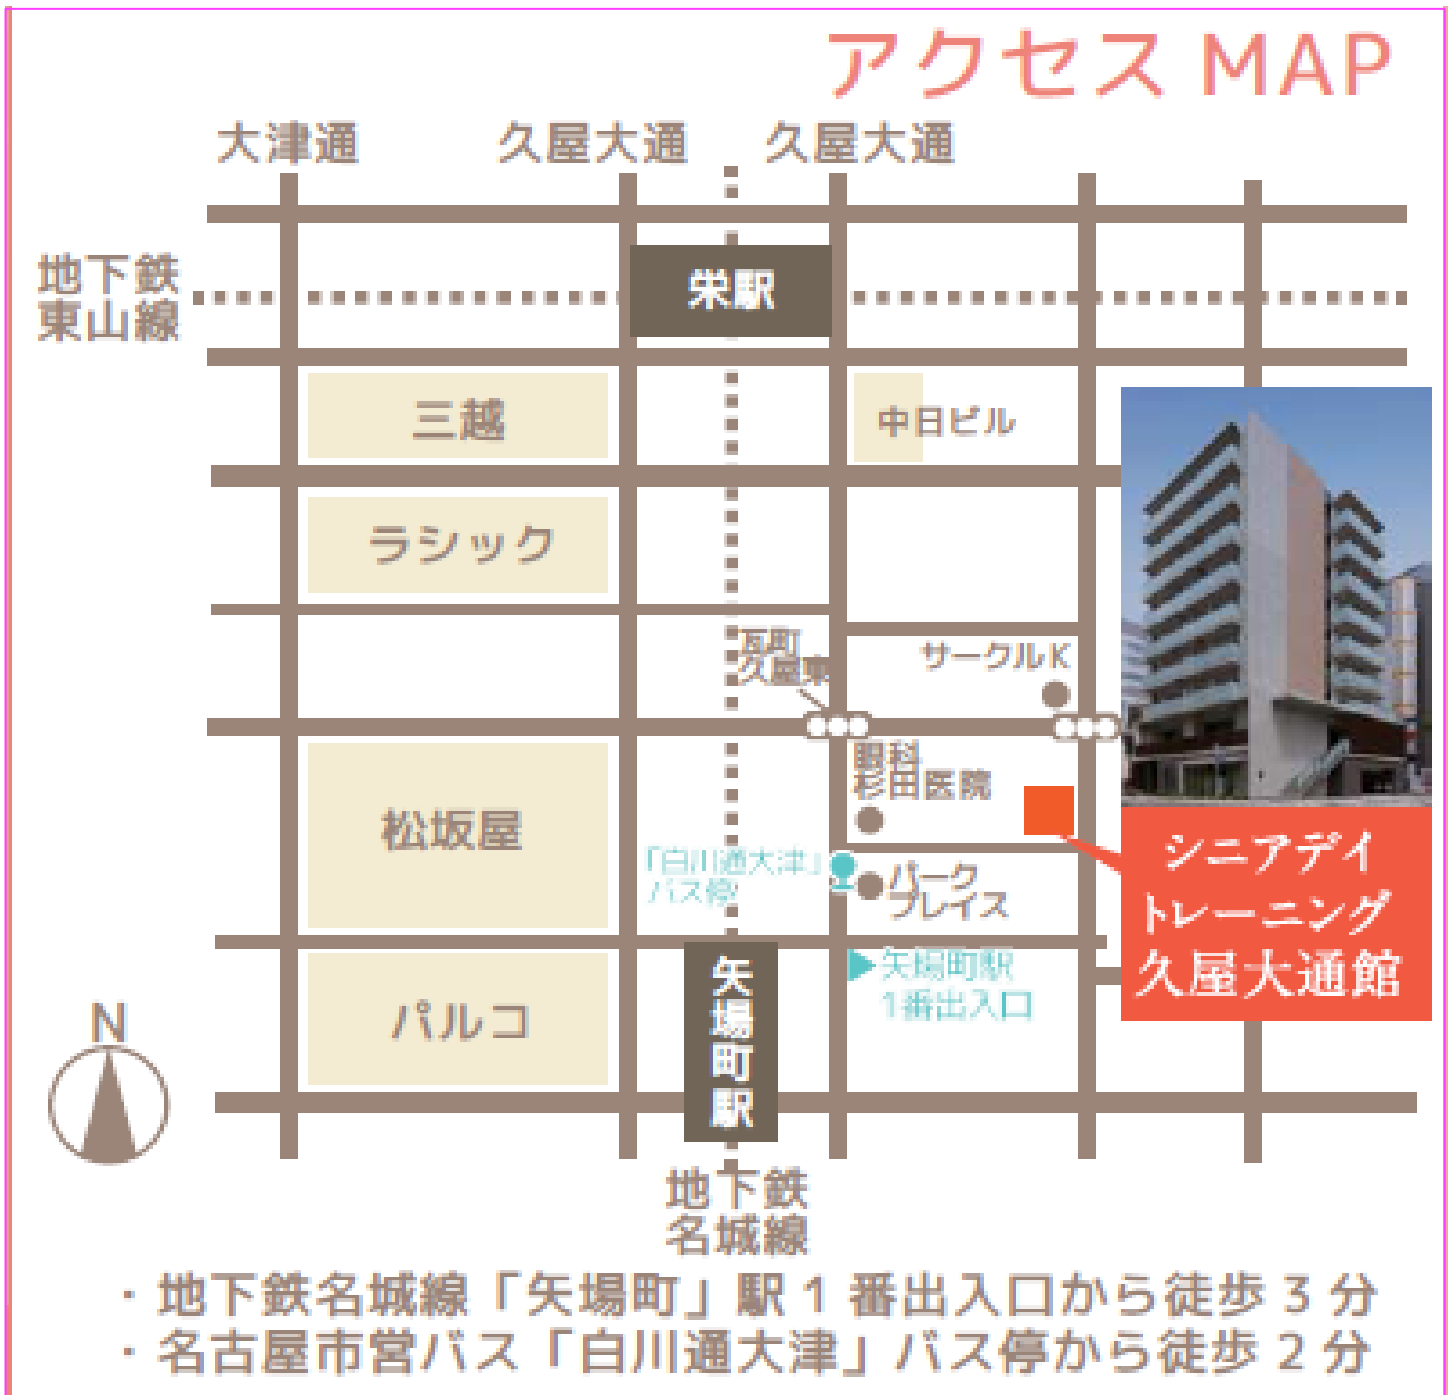 アクセス MAP
大津通
久屋大通
久屋大通
地下鉄
東山線
栄駅
三越
中日ビル
ラシック
瓦町
久屋東
サークルK
眼科
杉田医院
松坂屋
「白川通大津」
バス停
パーク
プレイス
シニアデイ
トレーニング
久屋大通館
矢場町駅
1番出入口
矢場町駅
パルコ
N
地下鉄
名城線
・地下鉄名城線「矢場町」駅 1 番出入口から徒歩 3 分
・名古屋市営バス「白川通大津」バス停から徒歩 2 分